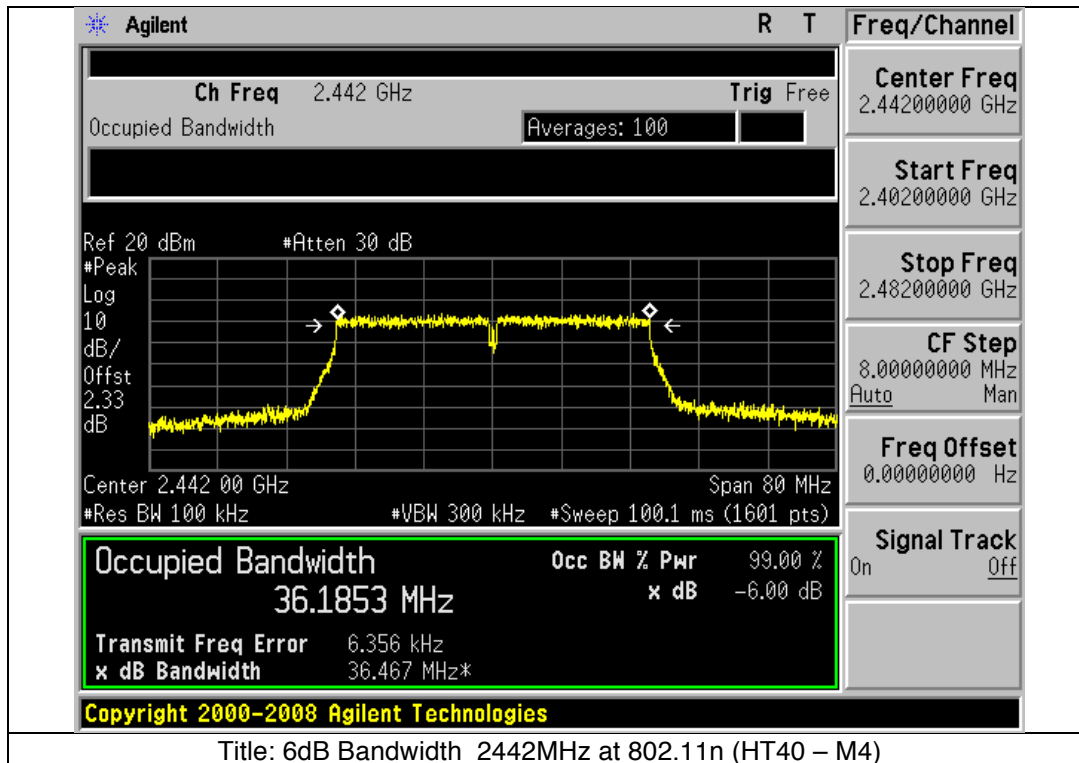 Agilent R T
Ch Freq 2.442 GHz Trig Free
Occupied Bandwidth Averages: 100
Ref 20 dBm #Atten 30 dB
#Peak
Log
10
dB/
Offst
2.33
dB
Center 2.442 00 GHz Span 80 MHz
#Res BW 100 kHz #VBW 300 kHz #Sweep 100.1 ms (1601 pts)
Occupied Bandwidth Occ BW % Pwr 99.00 %
36.1853 MHz x dB -6.00 dB
Transmit Freq Error 6.356 kHz
x dB Bandwidth 36.467 MHz*
Copyright 2000-2008 Agilent Technologies
Freq/Channel
Center Freq
2.44200000 GHz
Start Freq
2.40200000 GHz
Stop Freq
2.48200000 GHz
CF Step
8.00000000 MHz
Auto Man
Freq Offset
0.00000000 Hz
Signal Track
On Off
Title: 6dB Bandwidth 2442MHz at 802.11n (HT40 – M4)